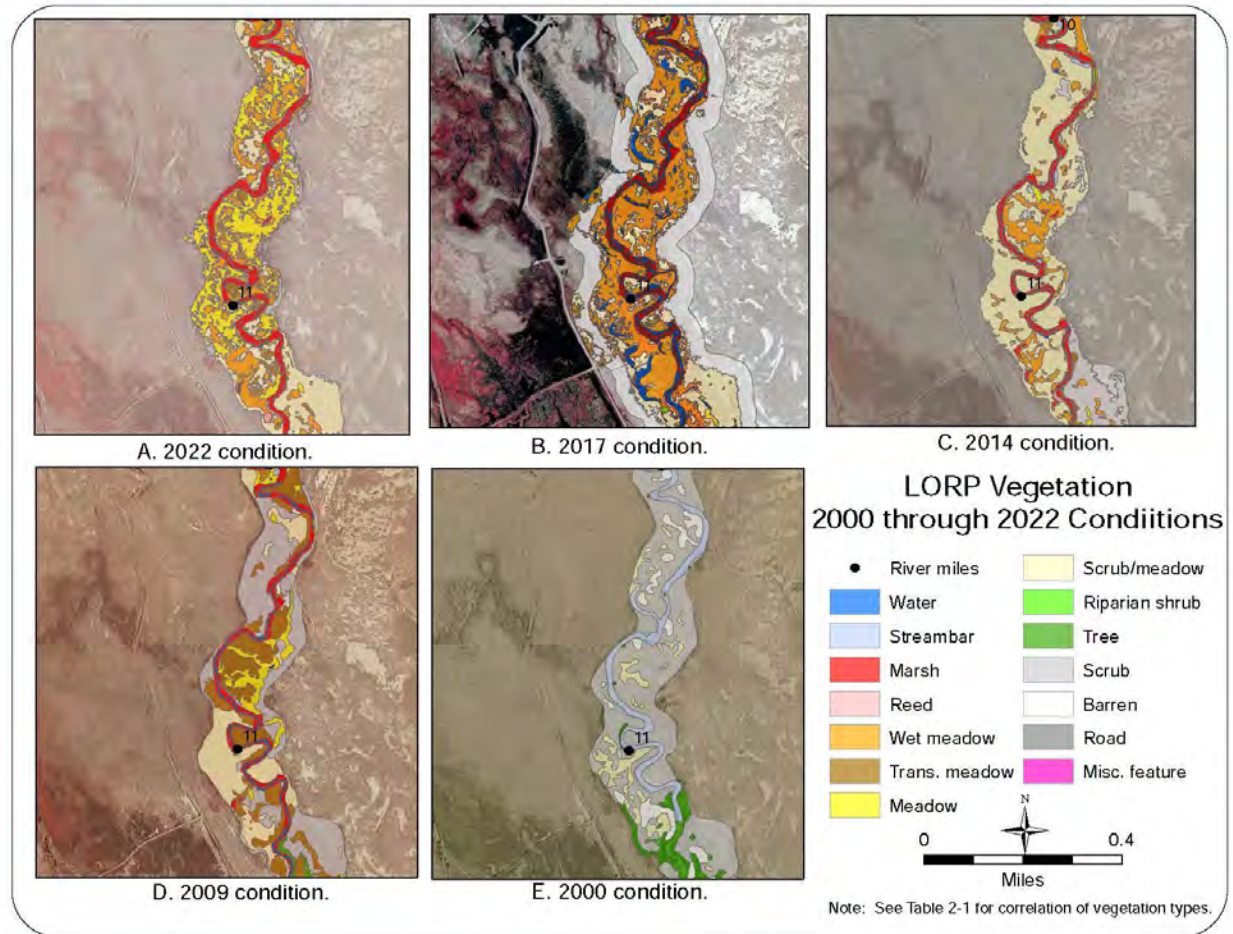 11
A. 2022 condition.
11
B. 2017 condition.
10
11
C. 2014 condition.
11
D. 2009 condition.
11
E. 2000 condition.
LORP Vegetation
2000 through 2022 Condiitions
River miles
Water
Streambar
Marsh
Reed
Wet meadow
Trans. meadow
Meadow
Scrub/meadow
Riparian shrub
Tree
Scrub
Barren
Road
Misc. feature
N
0 0.4
Miles
Note: See Table 2-1 for correlation of vegetation types.